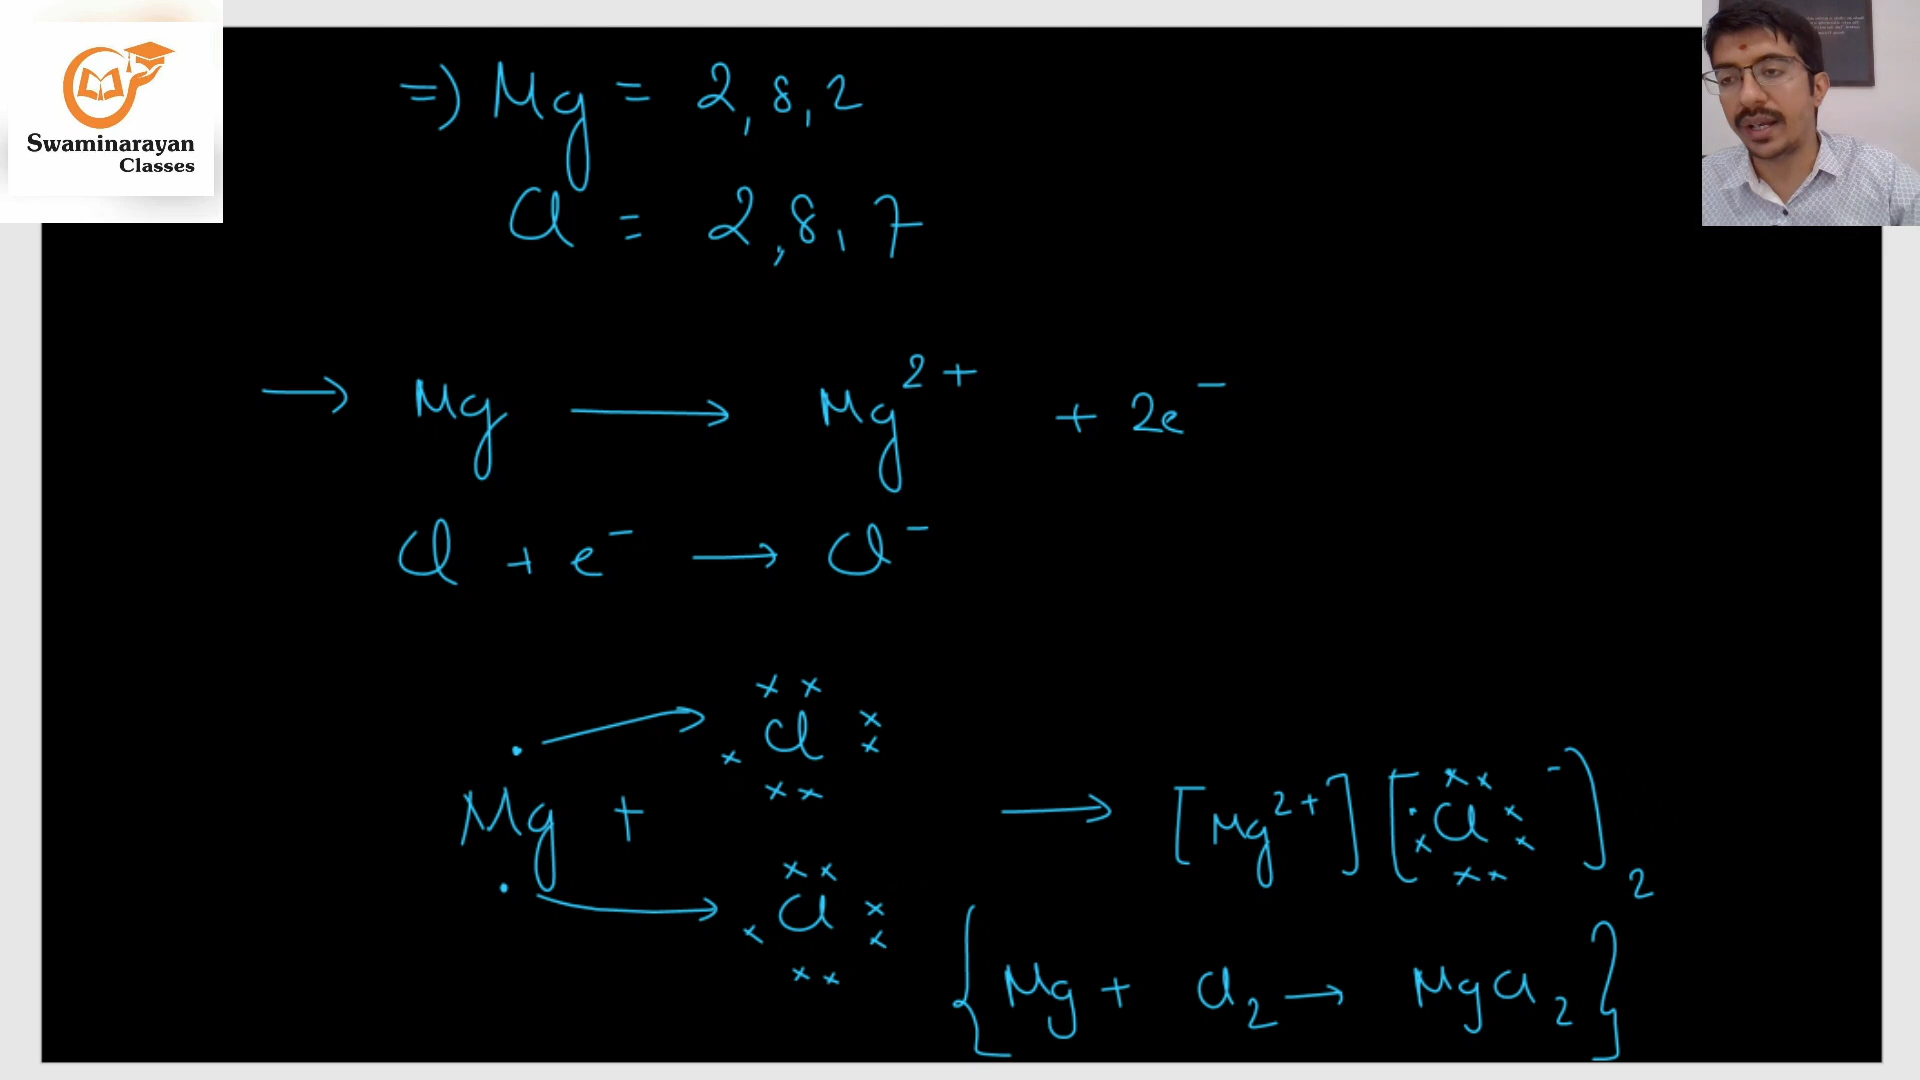 Swaminarayan
Classes
=> Mg = 2, 8, 2
Cl = 2, 8, 7
→ Mg → Mg²⁺ + 2e⁻
Cl + e⁻ → Cl⁻
Cl
Mg + → [Mg²⁺] [Cl⁻]₂
Cl
{Mg + Cl₂ → MgCl₂}